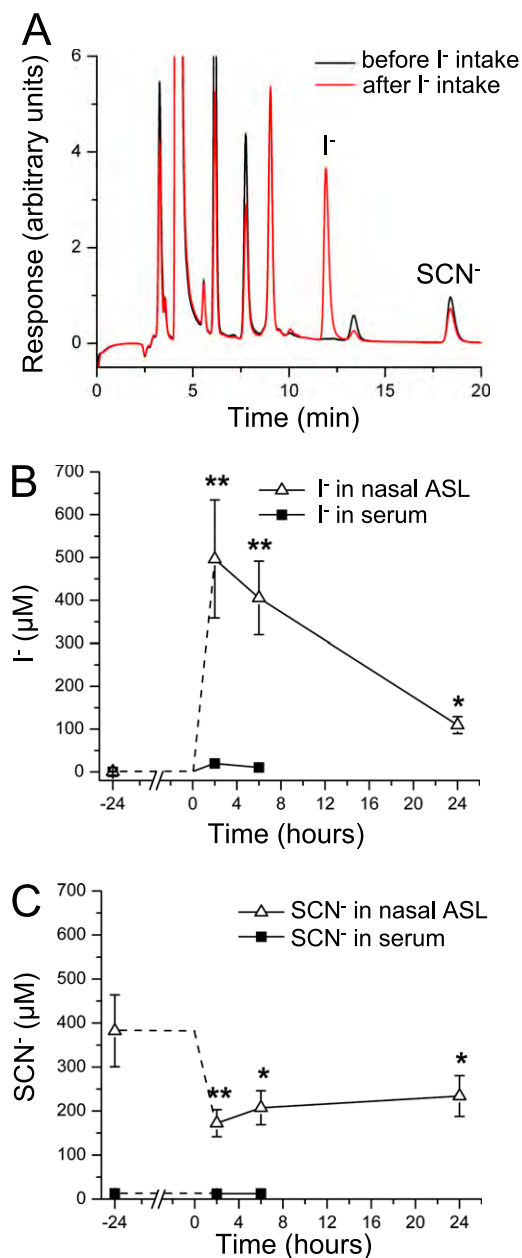 A
before I⁻ intake
after I⁻ intake
I⁻
SCN⁻
Response (arbitrary units)
6
4
2
0
0 5 10 15 20
Time (min)
B
I⁻ in nasal ASL
I⁻ in serum
**
**
*
I⁻ (µM)
700
600
500
400
300
200
100
0
-24 0 4 8 12 16 20 24
Time (hours)
C
SCN⁻ in nasal ASL
SCN⁻ in serum
**
*
*
SCN⁻ (µM)
700
600
500
400
300
200
100
0
-24 0 4 8 12 16 20 24
Time (hours)